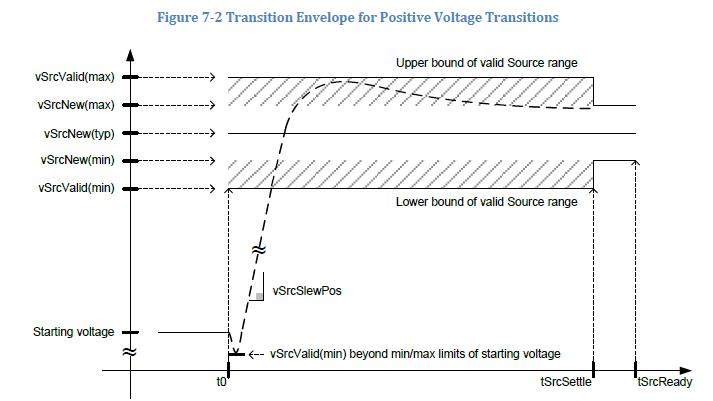 Figure 7-2 Transition Envelope for Positive Voltage Transitions
Upper bound of valid Source range
vSrcValid(max)
vSrcNew(max)
vSrcNew(typ)
vSrcNew(min)
vSrcValid(min)
Lower bound of valid Source range
≈
vSrcSlewPos
Starting voltage
≈
vSrcValid(min) beyond min/max limits of starting voltage
t0
tSrcSettle
tSrcReady